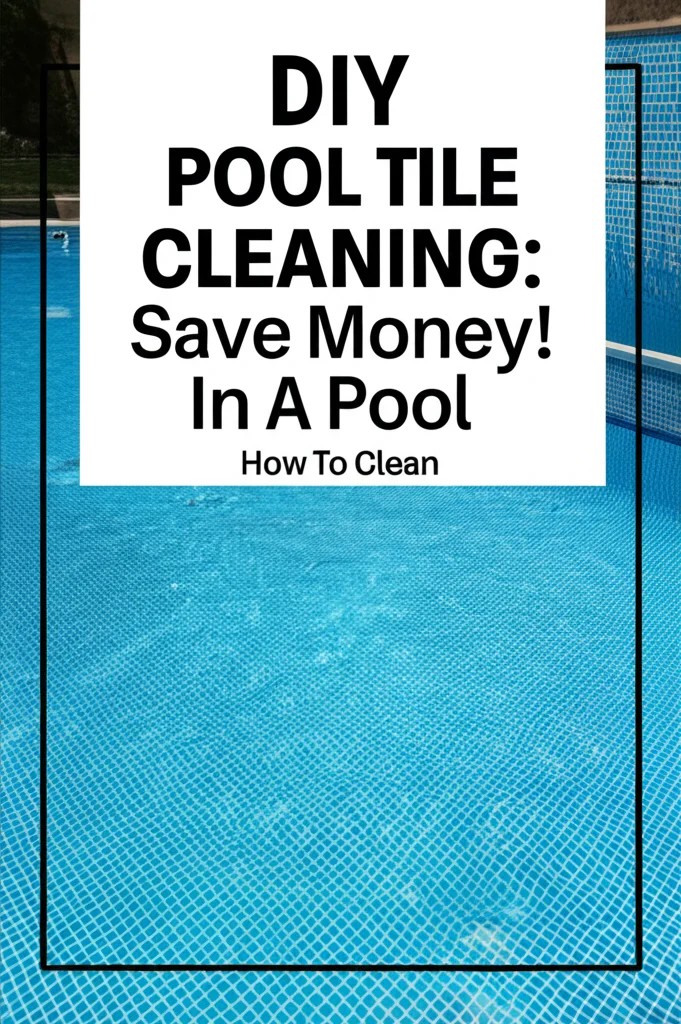 DIY
POOL TILE
CLEANING:
Save Money!
In A Pool
How To Clean